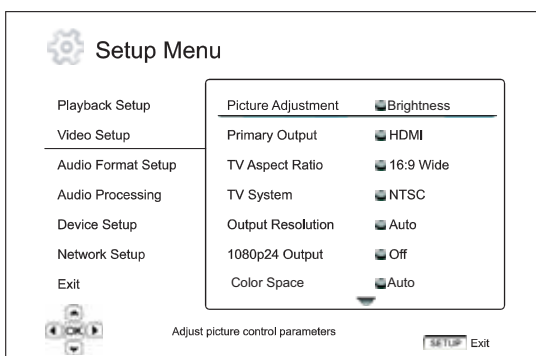 Setup Menu
Playback Setup
Video Setup
Audio Format Setup
Audio Processing
Device Setup
Network Setup
Exit
Picture Adjustment Brightness
Primary Output HDMI
TV Aspect Ratio 16:9 Wide
TV System NTSC
Output Resolution Auto
1080p24 Output Off
Color Space Auto
OK
Adjust picture control parameters
SETUP Exit